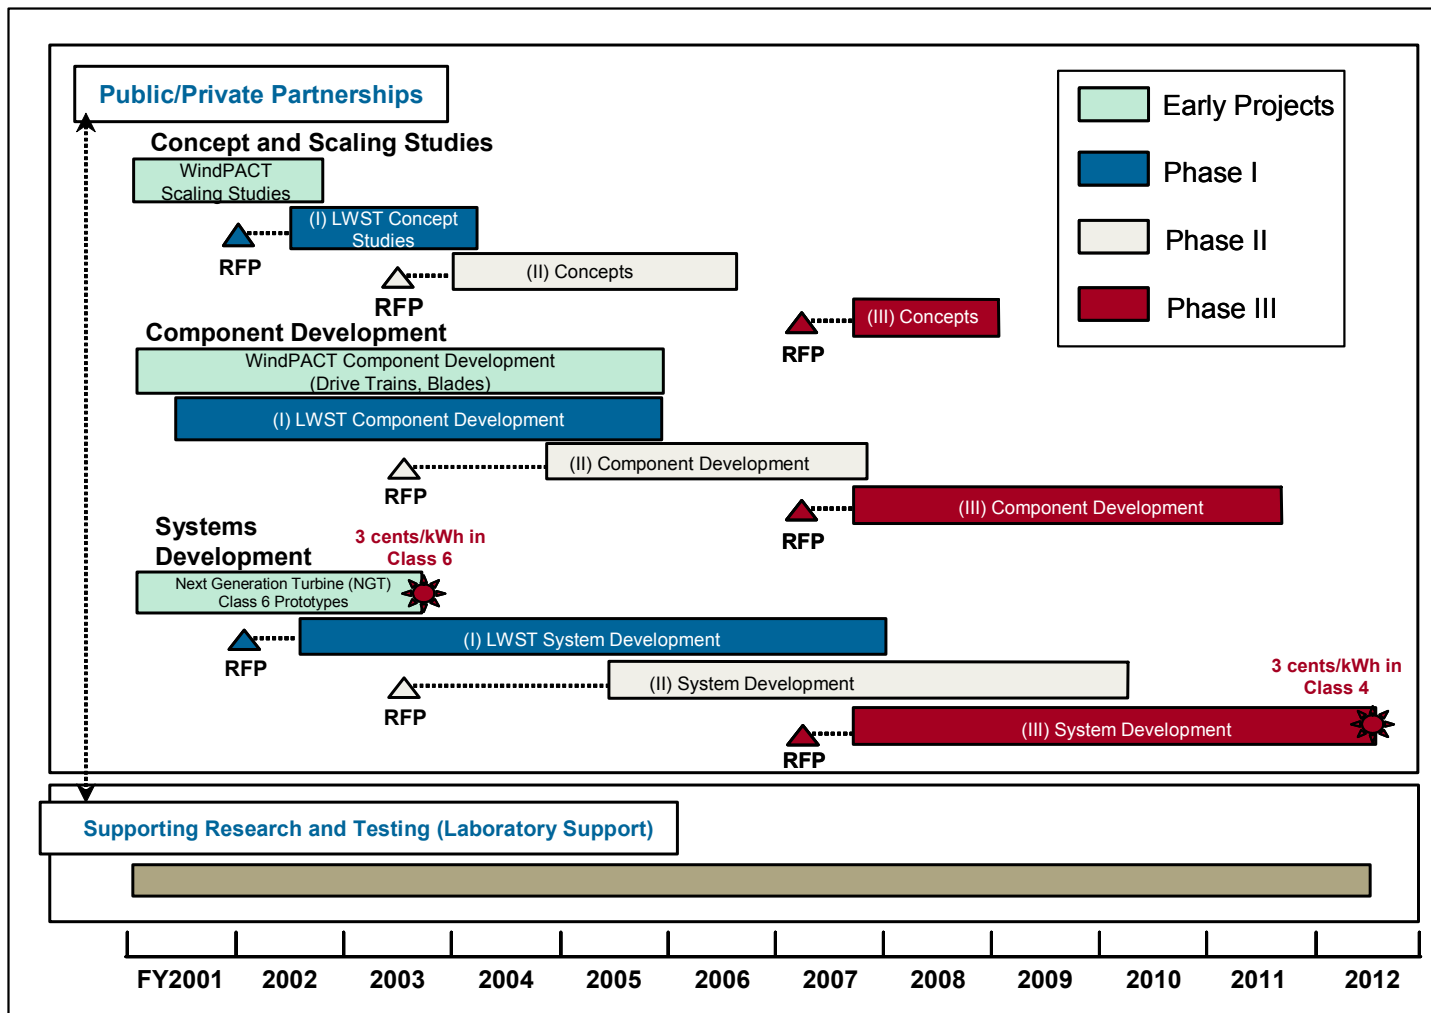 Public/Private Partnerships
Early Projects
Phase I
Phase II
Phase III
Concept and Scaling Studies
WindPACT
Scaling Studies
(I) LWST Concept
Studies
RFP
(II) Concepts
RFP
(III) Concepts
RFP
Component Development
WindPACT Component Development
(Drive Trains, Blades)
(I) LWST Component Development
(II) Component Development
RFP
(III) Component Development
RFP
Systems
Development
3 cents/kWh in
Class 6
Next Generation Turbine (NGT)
Class 6 Prototypes
(I) LWST System Development
RFP
(II) System Development
RFP
3 cents/kWh in
Class 4
(III) System Development
RFP
Supporting Research and Testing (Laboratory Support)
FY2001 2002 2003 2004 2005 2006 2007 2008 2009 2010 2011 2012